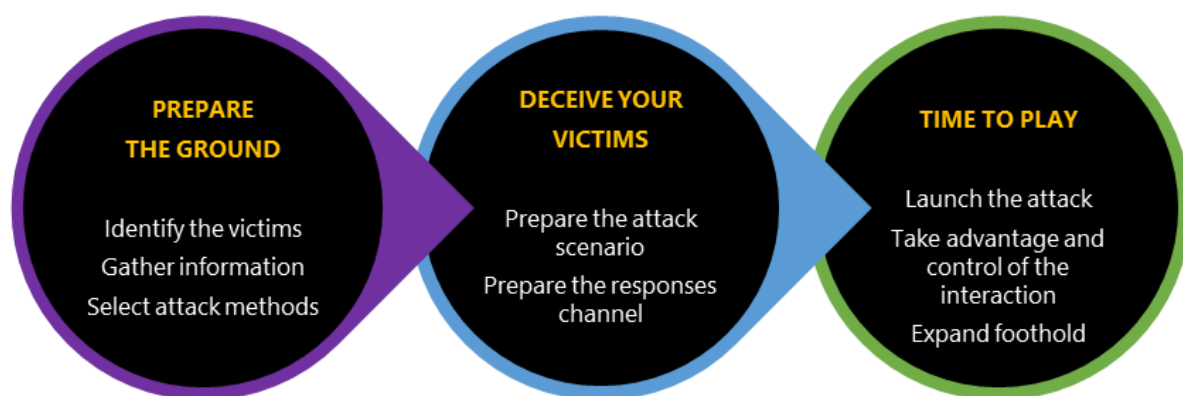 PREPARE
THE GROUND
Identify the victims
Gather information
Select attack methods
DECEIVE YOUR
VICTIMS
Prepare the attack
scenario
Prepare the responses
channel
TIME TO PLAY
Launch the attack
Take advantage and
control of the
interaction
Expand foothold